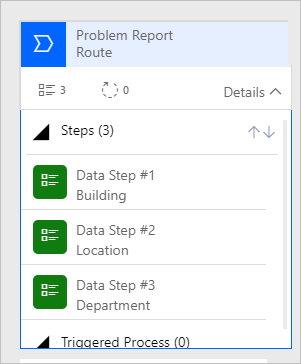 Problem Report
Route
3 0 Details
Steps (3)
Data Step #1
Building
Data Step #2
Location
Data Step #3
Department
Triggered Process (0)